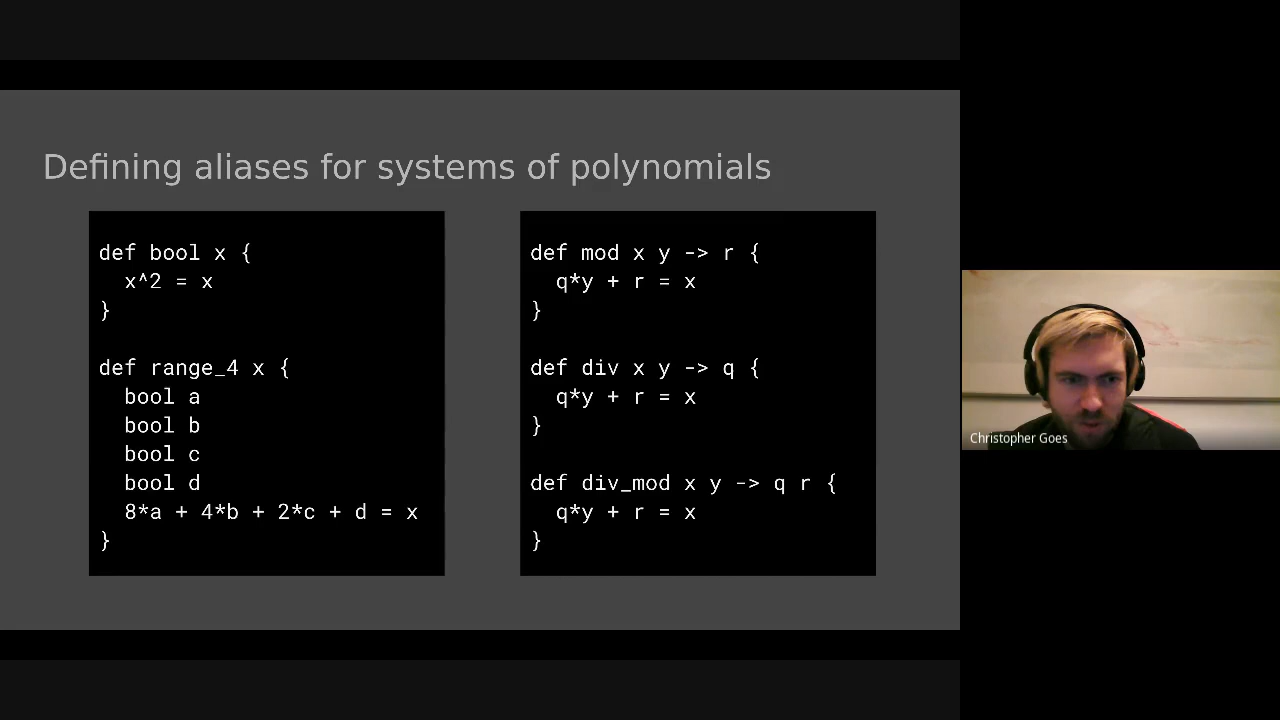 Defining aliases for systems of polynomials
def bool x {
x^2 = x
}
def range_4 x {
bool a
bool b
bool c
bool d
8*a + 4*b + 2*c + d = x
}
def mod x y -> r {
q*y + r = x
}
def div x y -> q {
q*y + r = x
}
def div_mod x y -> q r {
q*y + r = x
}
Christopher Goes